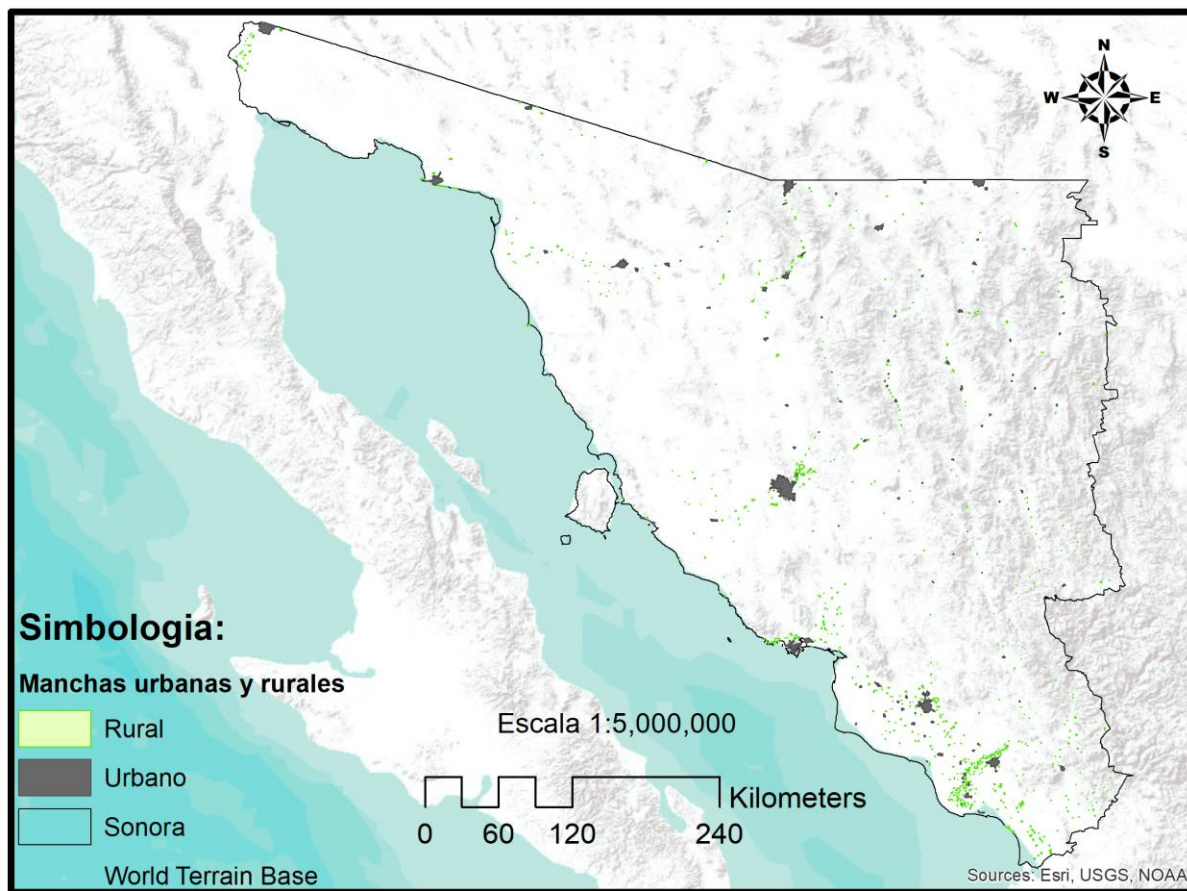 N
W E
S
Simbologia:
Manchas urbanas y rurales
Rural
Urbano
Sonora
World Terrain Base
Escala 1:5,000,000
Kilometers
0 60 120 240
Sources: Esri, USGS, NOAA